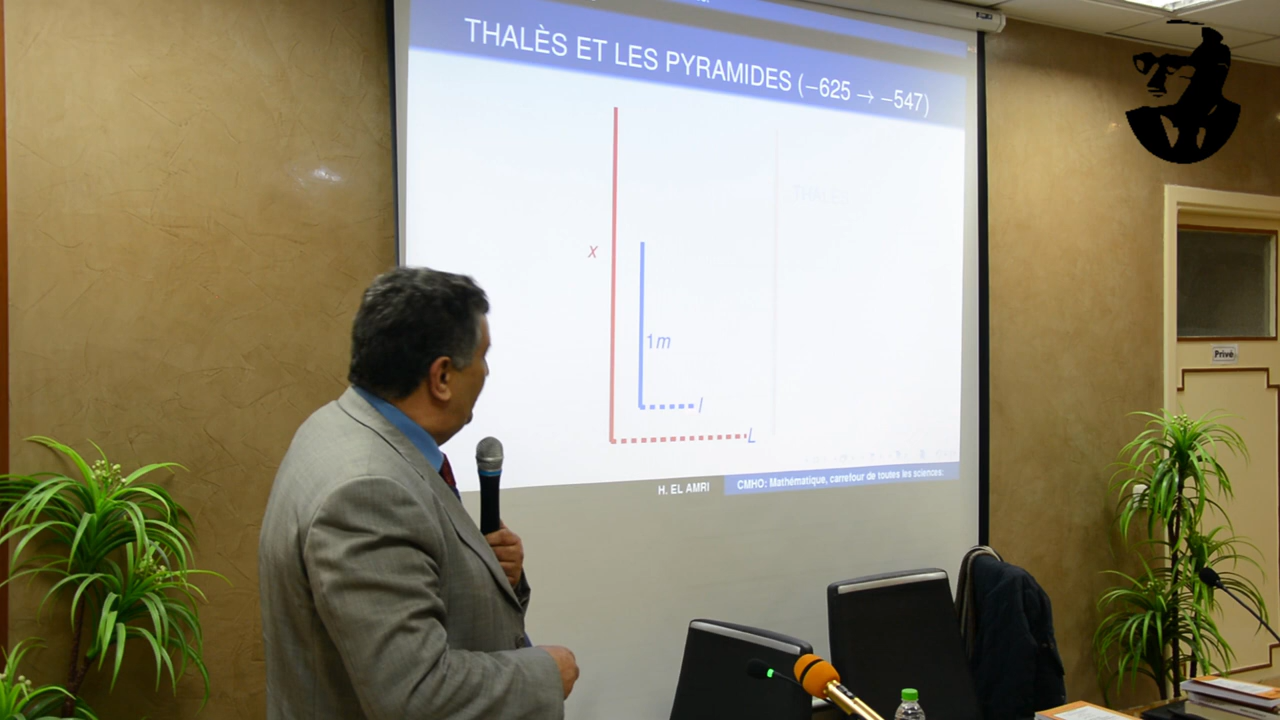 THALÈS ET LES PYRAMIDES (−625 → −547)
x
1m
l
L
H. EL AMRI
CMHO: Mathématique, carrefour de toutes les sciences:
Privé